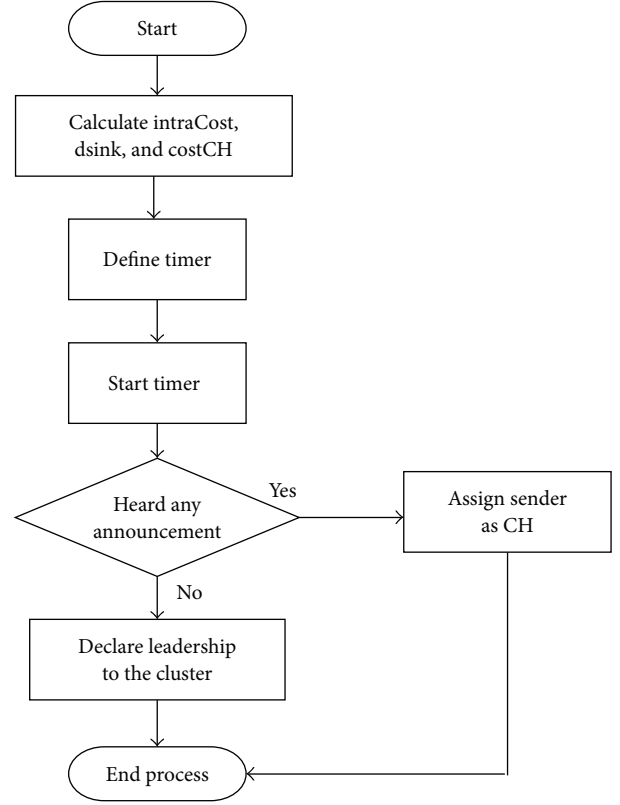 Start
Calculate intraCost,
dsink, and costCH
Define timer
Start timer
Heard any
announcement
Yes
Assign sender
as CH
No
Declare leadership
to the cluster
End process